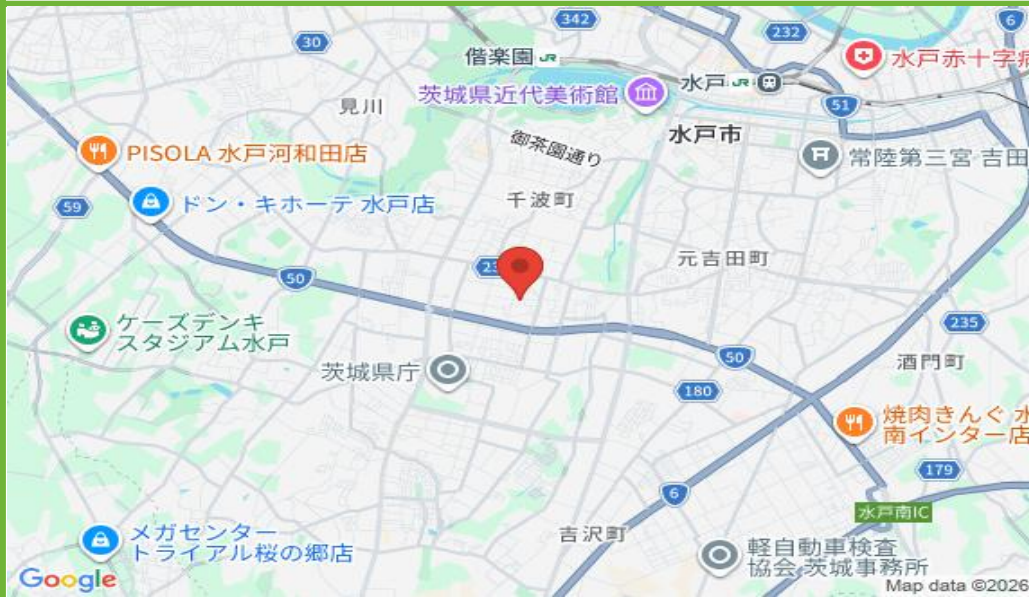 342
6
30
232
偕楽園 JR
水戸 JR
水戸赤十字病
茨城県近代美術館
51
見川
御茶園通り
水戸市
PISOLA 水戸河和田店
常陸第三宮 吉田
59
ドン・キホーテ 水戸店
千波町
元吉田町
50
23
235
ケーズデンキ
スタジアム水戸
茨城県庁
50
酒門町
180
焼肉きんぐ 水
南インター店
179
6
水戸南IC
吉沢町
メガセンター
トライアル桜の郷店
軽自動車検査
協会 茨城事務所
Google
Map data ©2026